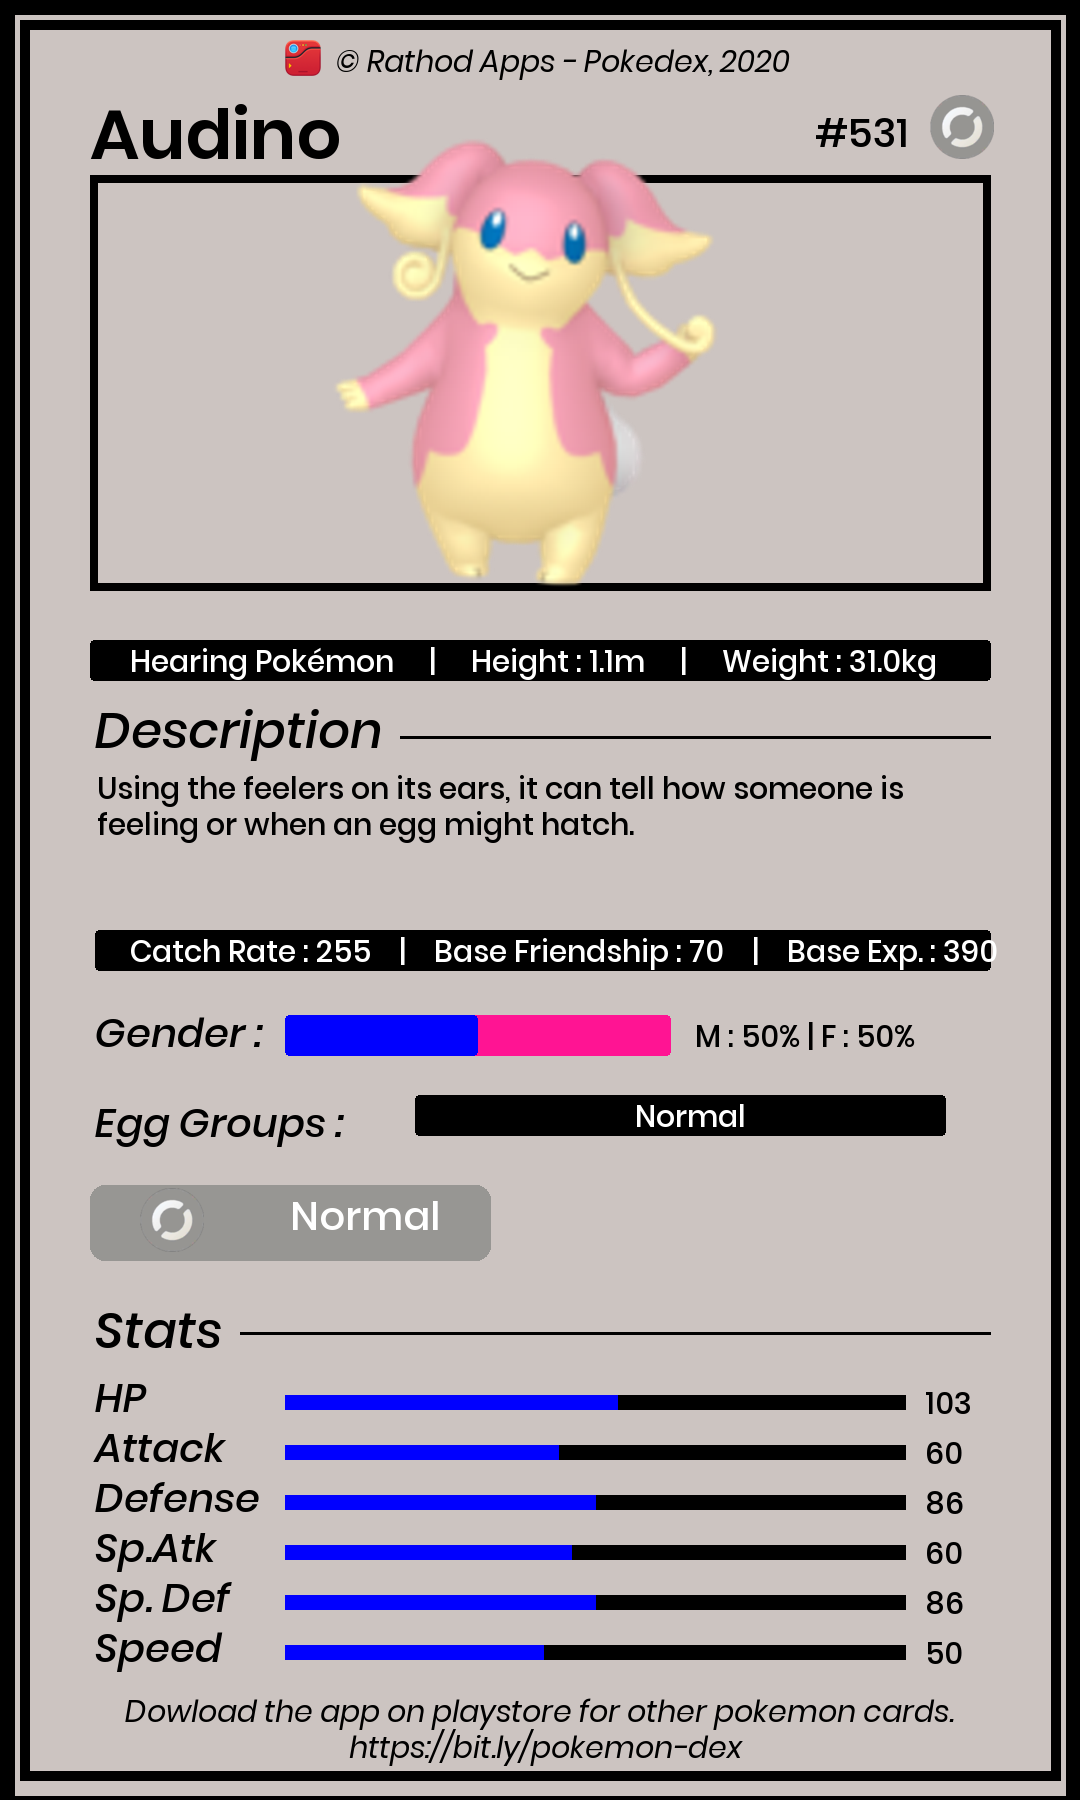 © Rathod Apps - Pokedex, 2020
Audino
#531
Hearing Pokémon | Height : 1.1m | Weight : 31.0kg
Description
Using the feelers on its ears, it can tell how someone is
feeling or when an egg might hatch.
Catch Rate : 255 | Base Friendship : 70 | Base Exp. : 390
Gender : M : 50% | F : 50%
Egg Groups : Normal
Normal
Stats
HP 103
Attack 60
Defense 86
Sp.Atk 60
Sp. Def 86
Speed 50
Dowload the app on playstore for other pokemon cards.
https://bit.ly/pokemon-dex